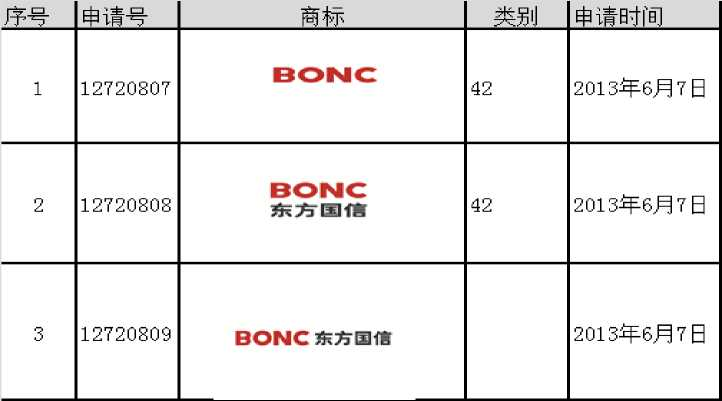 序号 申请号 商标 类别 申请时间
1 12720807 BONC 42 2013年6月7日
2 12720808 BONC 东方国信 42 2013年6月7日
3 12720809 BONC 东方国信 2013年6月7日